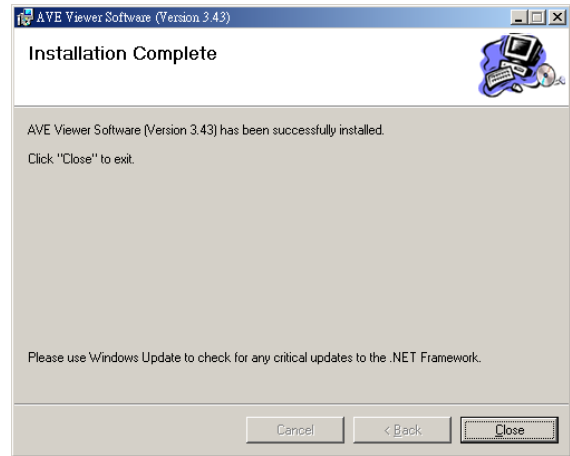 AVE Viewer Software (Version 3.43)
Installation Complete
AVE Viewer Software (Version 3.43) has been successfully installed.
Click "Close" to exit.
Please use Windows Update to check for any critical updates to the .NET Framework.
Cancel
< Back
Close